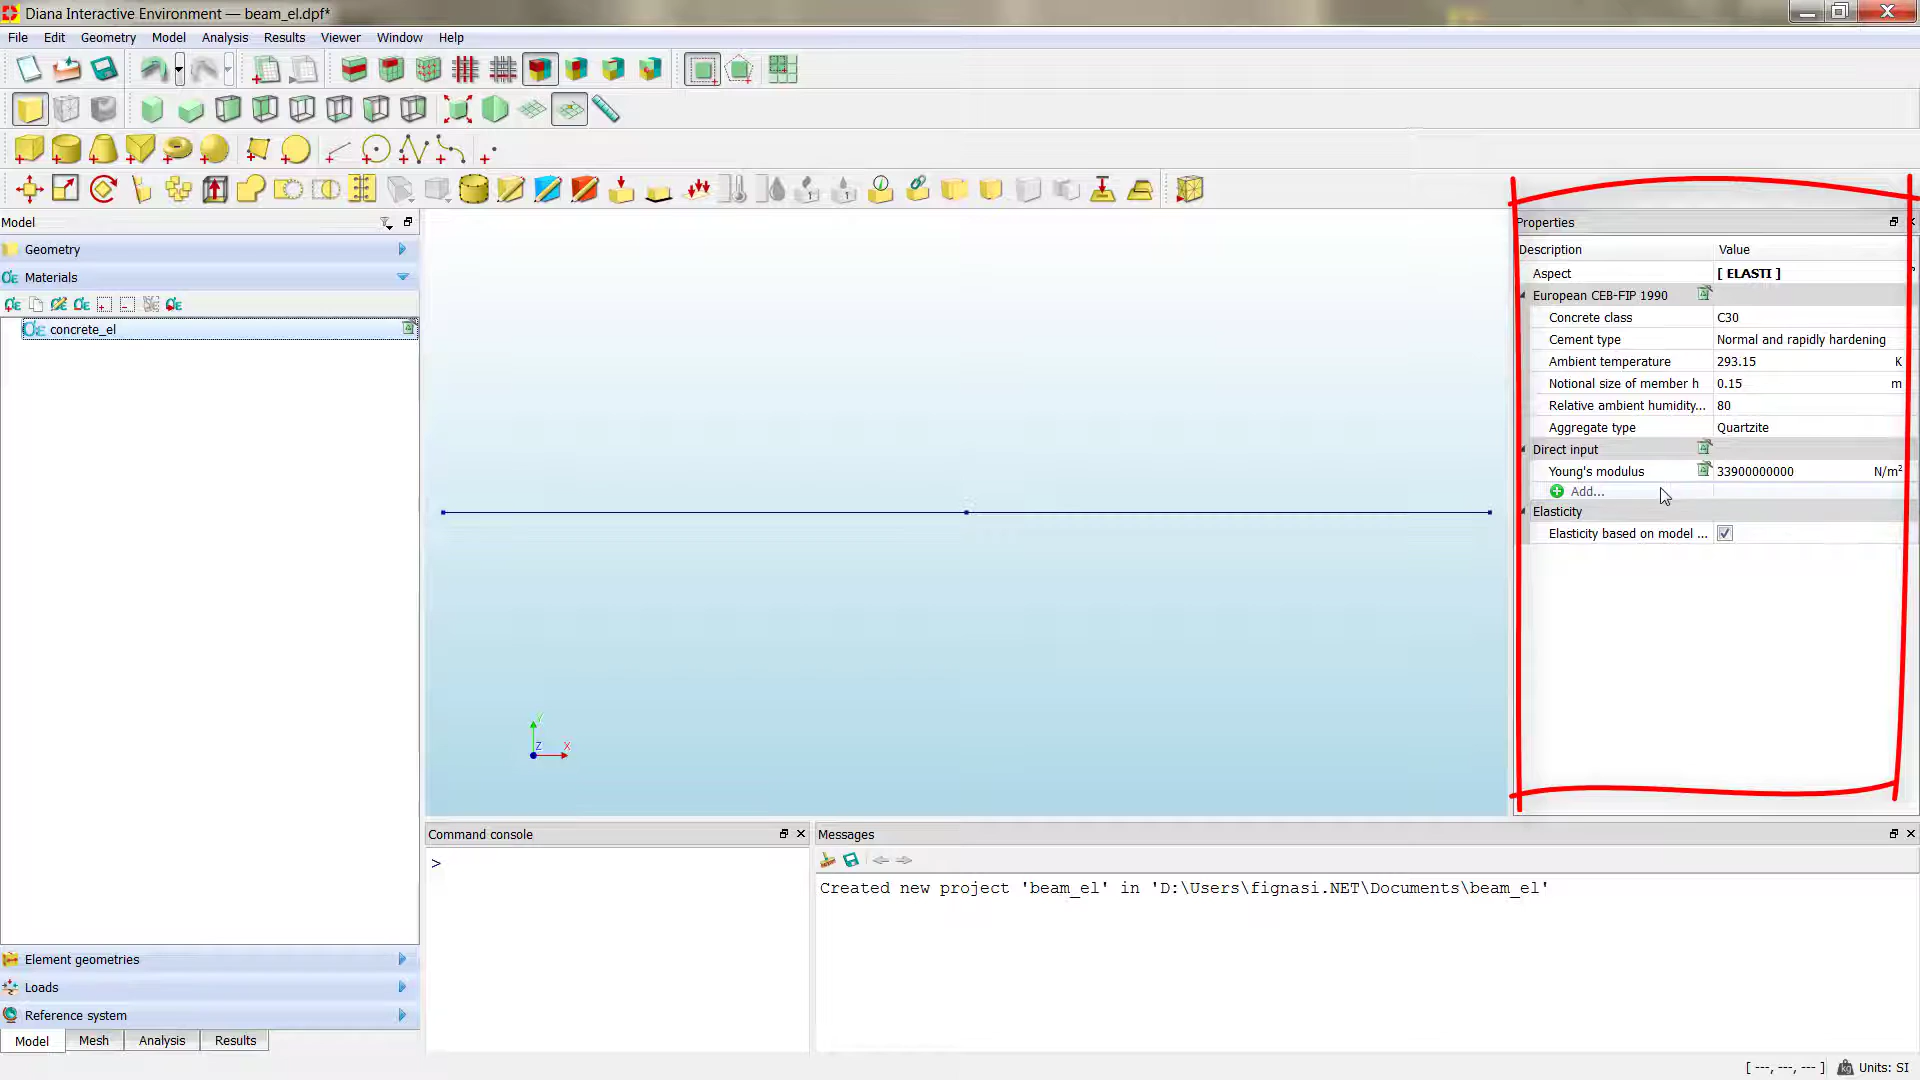 Diana Interactive Environment — beam_el.dpf*
File Edit Geometry Model Analysis Results Viewer Window Help
Model
Geometry
Materials
concrete_el
Element geometries
Loads
Reference system
Model Mesh Analysis Results
Y
Z X
Command console
>
Messages
Created new project 'beam_el' in 'D:\Users\fignasi.NET\Documents\beam_el'
Properties
Description Value
Aspect [ ELASTI ]
European CEB-FIP 1990
Concrete class C30
Cement type Normal and rapidly hardening
Ambient temperature 293.15 K
Notional size of member h 0.15 m
Relative ambient humidity... 80
Aggregate type Quartzite
Direct input
Young's modulus 33900000000 N/m²
Add...
Elasticity
Elasticity based on model ...
[ ---, ---, --- ] Units: SI